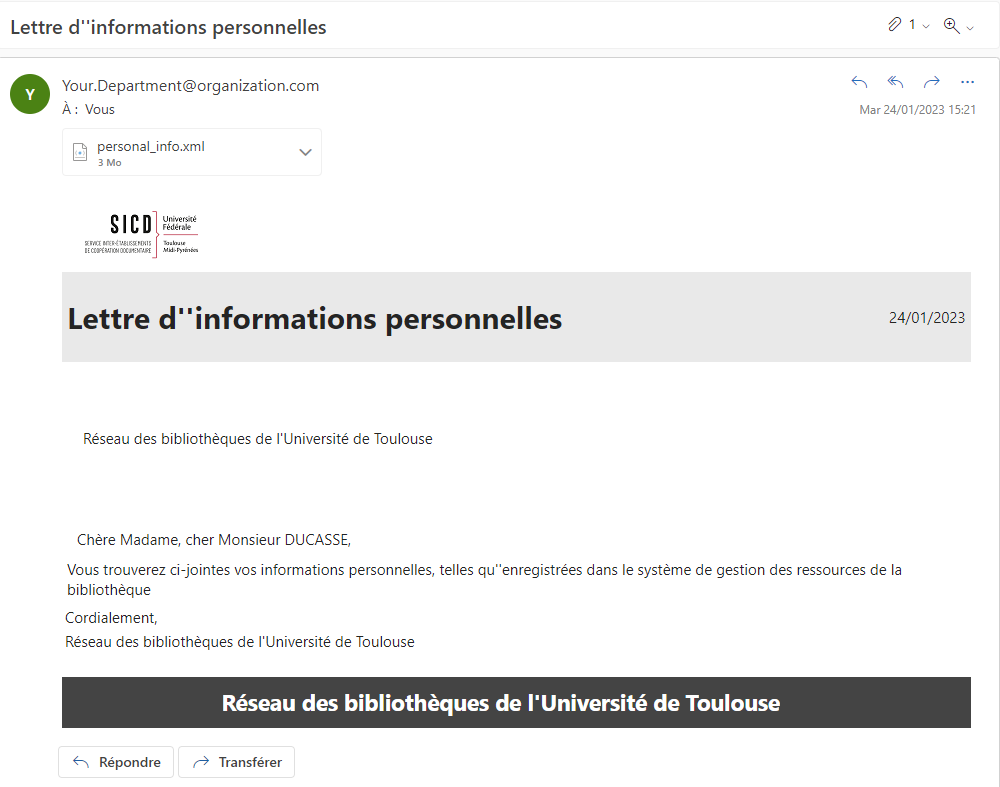 Lettre d''informations personnelles
1
Y
Your.Department@organization.com
À : Vous
Mar 24/01/2023 15:21
personal_info.xml
3 Mo
SICD
SERVICE INTER-ÉTABLISSEMENTS
DE COOPÉRATION DOCUMENTAIRE
Université
Fédérale
Toulouse
Midi-Pyrénées
Lettre d''informations personnelles
24/01/2023
Réseau des bibliothèques de l'Université de Toulouse
Chère Madame, cher Monsieur DUCASSE,
Vous trouverez ci-jointes vos informations personnelles, telles qu''enregistrées dans le système de gestion des ressources de la
bibliothèque
Cordialement,
Réseau des bibliothèques de l'Université de Toulouse
Réseau des bibliothèques de l'Université de Toulouse
Répondre
Transférer